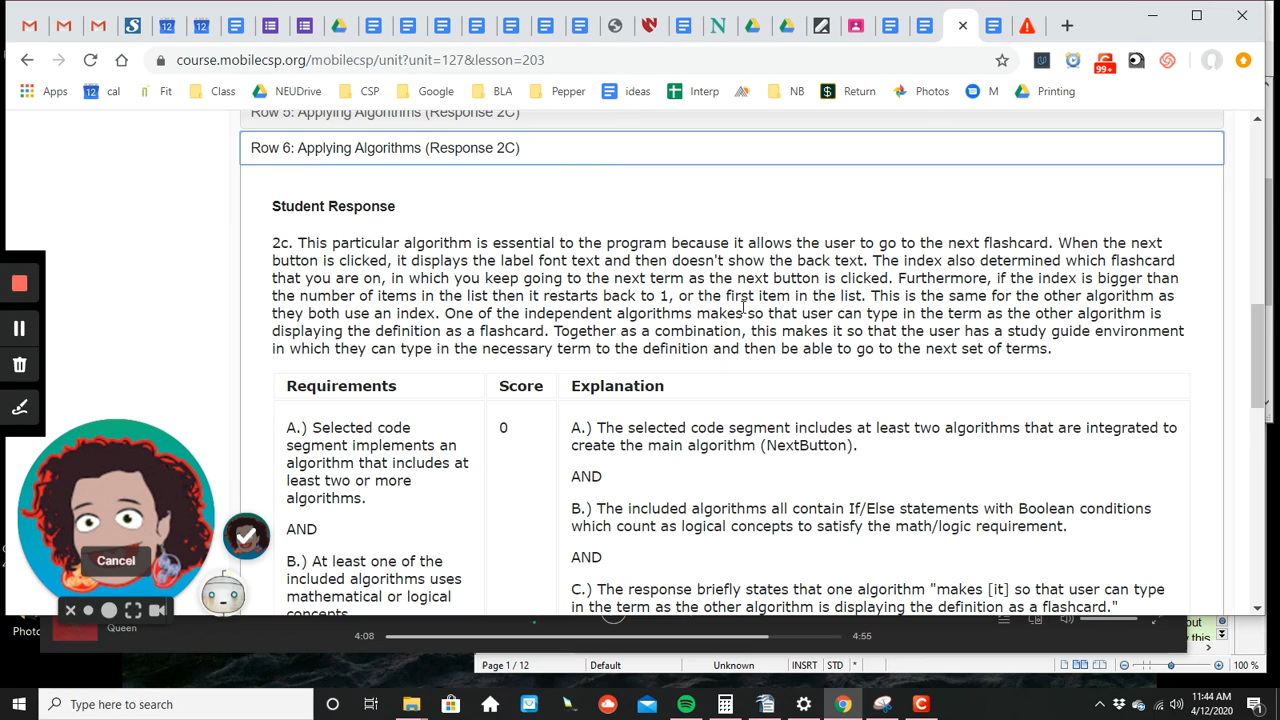 course.mobilecsp.org/mobilecsp/unit?unit=127&lesson=203
99+
Apps
12 cal
Fit
Class
NEUDrive
CSP
Google
BLA
Pepper
ideas
Interp
NB
Return
Photos
M
Printing
Row 5: Applying Algorithms (Response 2C)
Row 6: Applying Algorithms (Response 2C)
Student Response
2c. This particular algorithm is essential to the program because it allows the user to go to the next flashcard. When the next
button is clicked, it displays the label font text and then doesn't show the back text. The index also determined which flashcard
that you are on, in which you keep going to the next term as the next button is clicked. Furthermore, if the index is bigger than
the number of items in the list then it restarts back to 1, or the first item in the list. This is the same for the other algorithm as
they both use an index. One of the independent algorithms makes so that user can type in the term as the other algorithm is
displaying the definition as a flashcard. Together as a combination, this makes it so that the user has a study guide environment
in which they can type in the necessary term to the definition and then be able to go to the next set of terms.
Requirements
Score
Explanation
A.) Selected code
segment implements an
algorithm that includes at
least two or more
algorithms.
AND
B.) At least one of the
included algorithms uses
mathematical or logical
concepts
0
A.) The selected code segment includes at least two algorithms that are integrated to
create the main algorithm (NextButton).
AND
B.) The included algorithms all contain If/Else statements with Boolean conditions
which count as logical concepts to satisfy the math/logic requirement.
AND
C.) The response briefly states that one algorithm "makes [it] so that user can type
in the term as the other algorithm is displaying the definition as a flashcard."
Cancel
Photo
Queen
4:08
4:55
Page 1 / 12
Default
Unknown
INSRT
STD
*
100 %
Type here to search
11:44 AM
4/12/2020